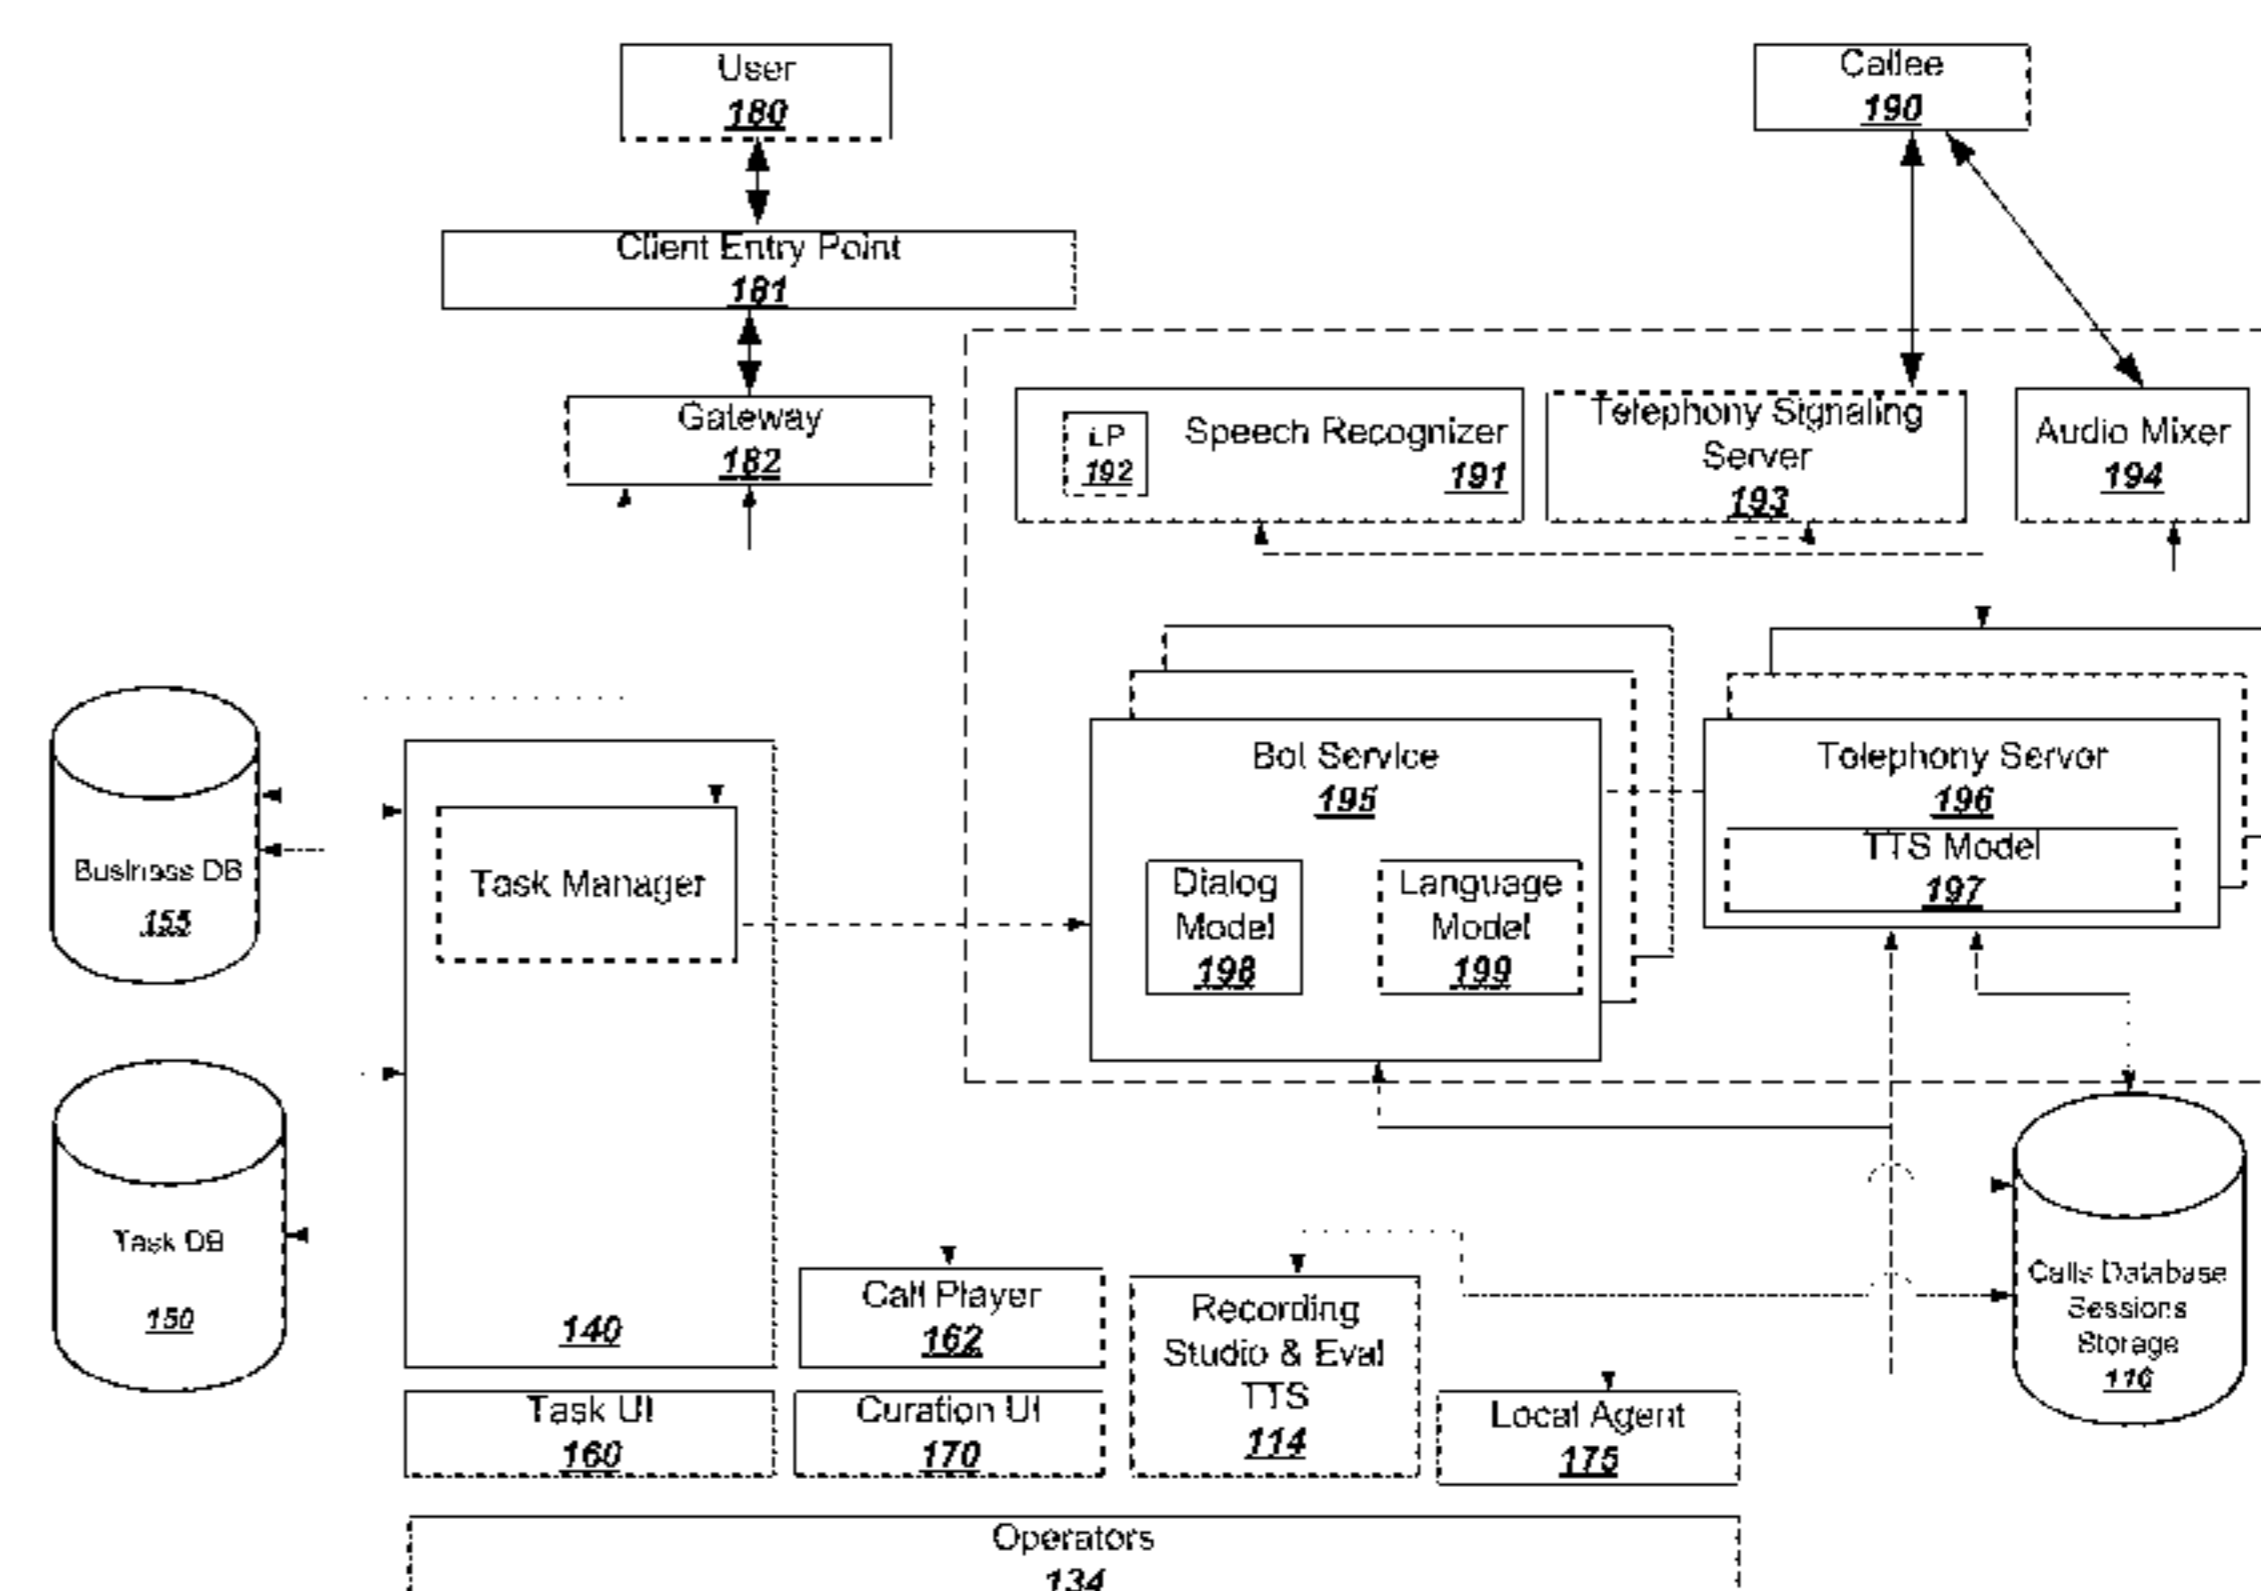 User
180
Callee
190
Client Entry Point
181
Gateway
182
LP
192
Speech Recognizer
191
Telephony Signaling
Server
193
Audio Mixer
194
Bot Service
195
Telephony Server
196
TTS Model
197
Dialog
Model
198
Language
Model
199
Business DB
155
Task Manager
140
Task DB
150
Call Player
162
Recording
Studio & Eval
TTS
114
Calls Database
Sessions
Storage
116
Task UI
160
Curation UI
170
Local Agent
175
Operators
134